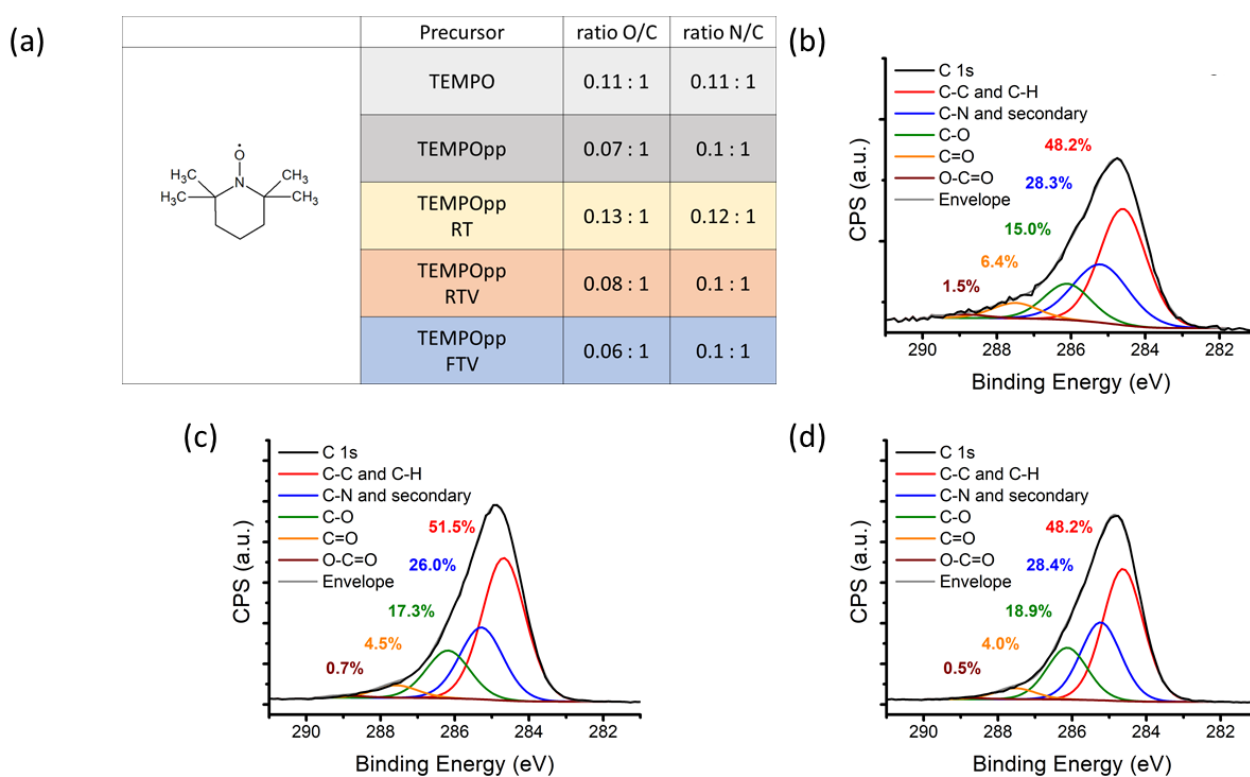 (a)
Precursor ratio O/C ratio N/C
TEMPO 0.11 : 1 0.11 : 1
TEMPOpp 0.07 : 1 0.1 : 1
TEMPOpp
RT 0.13 : 1 0.12 : 1
TEMPOpp
RTV 0.08 : 1 0.1 : 1
TEMPOpp
FTV 0.06 : 1 0.1 : 1
O
H₃C N CH₃
H₃C CH₃
(b)
C 1s
C-C and C-H
C-N and secondary
C-O
C=O
O-C=O
Envelope
48.2%
28.3%
15.0%
6.4%
1.5%
CPS (a.u.)
290 288 286 284 282
Binding Energy (eV)
(c)
C 1s
C-C and C-H
C-N and secondary
C-O
C=O
O-C=O
Envelope
51.5%
26.0%
17.3%
4.5%
0.7%
CPS (a.u.)
290 288 286 284 282
Binding Energy (eV)
(d)
C 1s
C-C and C-H
C-N and secondary
C-O
C=O
O-C=O
Envelope
48.2%
28.4%
18.9%
4.0%
0.5%
CPS (a.u.)
290 288 286 284 282
Binding Energy (eV)